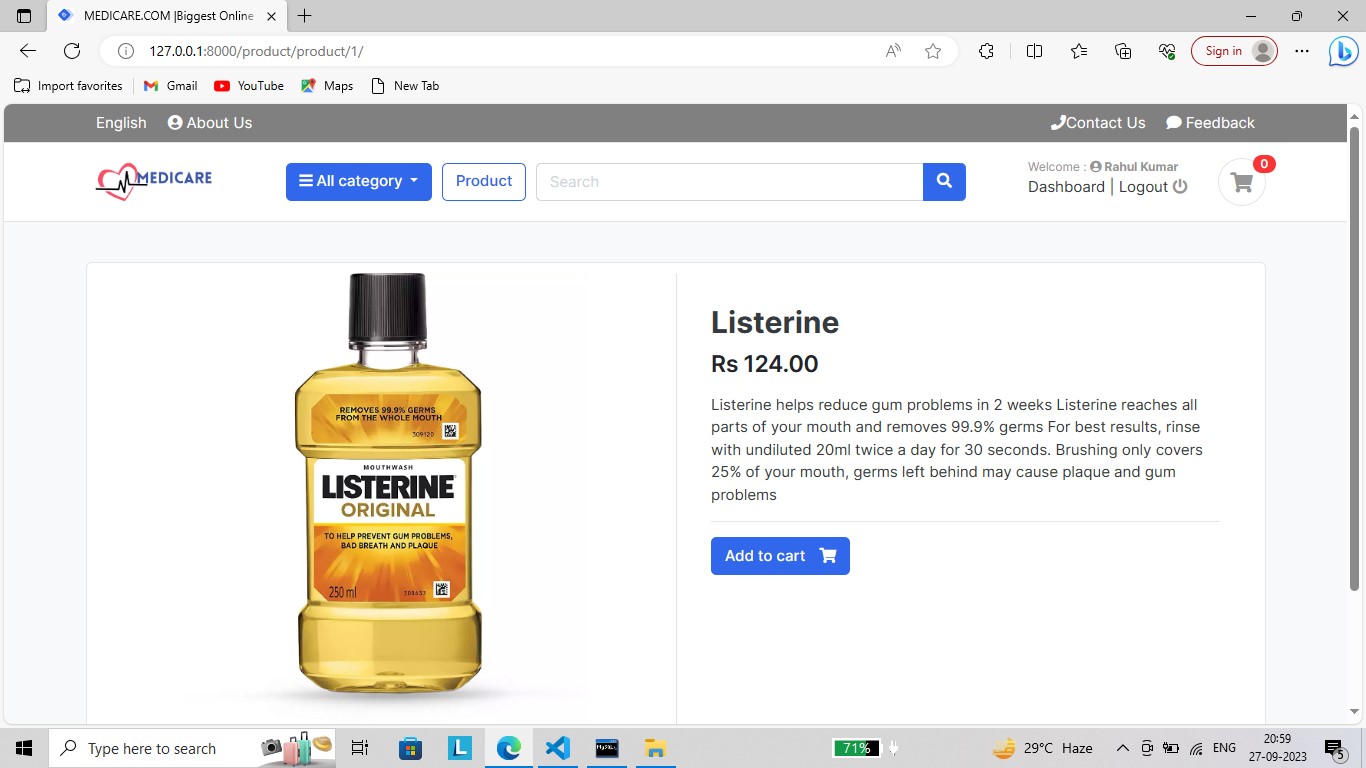 MEDICARE.COM |Biggest Online
127.0.0.1:8000/product/product/1/
Sign in
Import favorites Gmail YouTube Maps New Tab
English About Us Contact Us Feedback
MEDICARE
All category Product Search
Welcome : Rahul Kumar
Dashboard | Logout
0
REMOVES 99.9% GERMS
FROM THE WHOLE MOUTH
309120
MOUTHWASH
LISTERINE
ORIGINAL
TO HELP PREVENT GUM PROBLEMS,
BAD BREATH AND PLAQUE
250 ml
Listerine
Rs 124.00
Listerine helps reduce gum problems in 2 weeks Listerine reaches all
parts of your mouth and removes 99.9% germs For best results, rinse
with undiluted 20ml twice a day for 30 seconds. Brushing only covers
25% of your mouth, germs left behind may cause plaque and gum
problems
Add to cart
Type here to search
71%
29°C Haze
ENG
20:59
27-09-2023
5